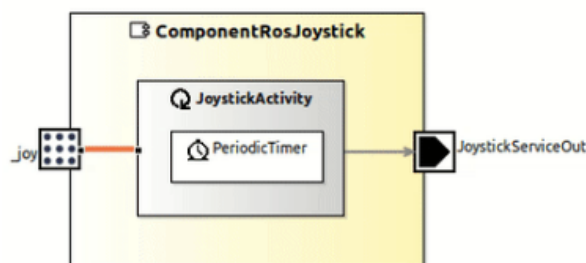 ComponentRosJoystick
JoystickActivity
PeriodicTimer
_joy
JoystickServiceOut